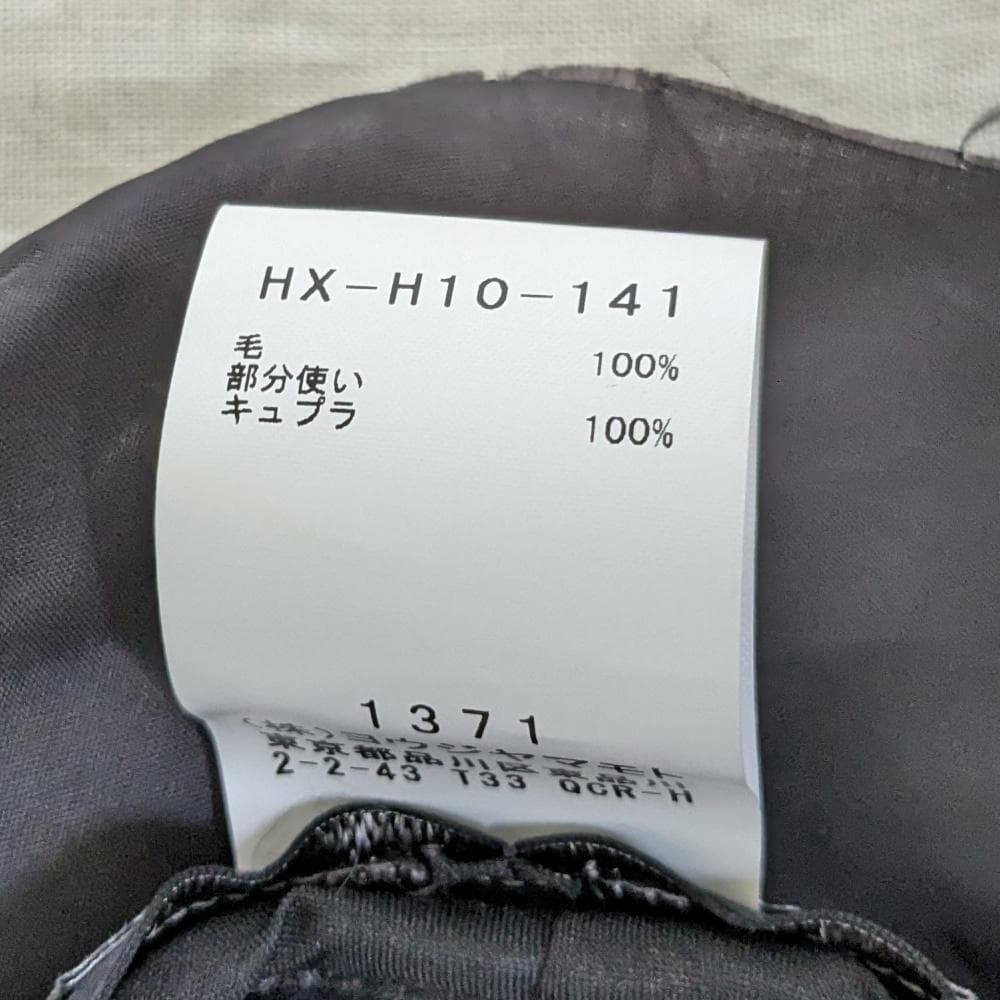 HX-H10-141
毛 100%
部分使い
キュプラ 100%
1371
(株)ヨウジヤマモト
東京都品川区東品川
2-2-43 T33 QCR-H